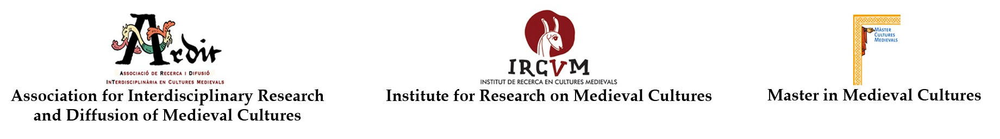 Ardit
ASSOCIACIÓ DE RECERCA I DIFUSIÓ
INTERDISCIPLINÀRIA EN CULTURES MEDIEVALS
Association for Interdisciplinary Research
and Diffusion of Medieval Cultures
IRCVM
INSTITUT DE RECERCA EN CULTURES MEDIEVALS
Institute for Research on Medieval Cultures
MÀSTER
CULTURES
MEDIEVALS
Master in Medieval Cultures